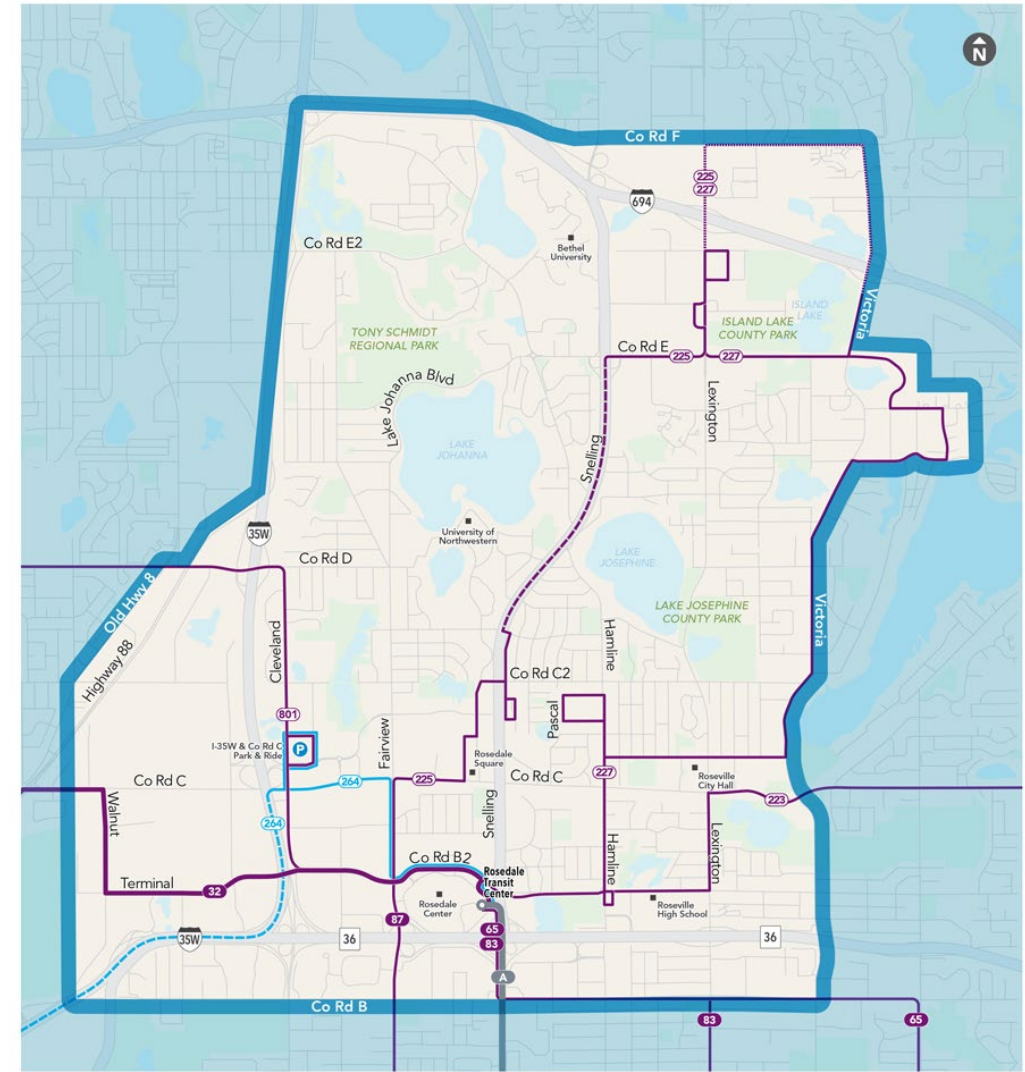 N
Co Rd F
225
227
694
Co Rd E2
Bethel
University
Victoria
ISLAND
LAKE
TONY SCHMIDT
REGIONAL PARK
ISLAND LAKE
COUNTY PARK
Co Rd E
225
227
Lake Johanna Blvd
Lexington
LAKE
JOHANNA
Snelling
University of
Northwestern
35W
Co Rd D
LAKE
JOSEPHINE
Old Hwy 8
LAKE JOSEPHINE
COUNTY PARK
Victoria
Highway 88
Cleveland
Hamline
Co Rd C2
801
Pascal
Fairview
I-35W & Co Rd C
Park & Ride
P
Rosedale
Square
Co Rd C
264
225
Co Rd C
227
Roseville
City Hall
223
Walnut
264
Snelling
Hamline
Lexington
Co Rd B2
Rosedale
Transit
Center
Terminal
32
Rosedale
Center
Roseville
High School
87
65
83
35W
36
36
A
Co Rd B
83
65